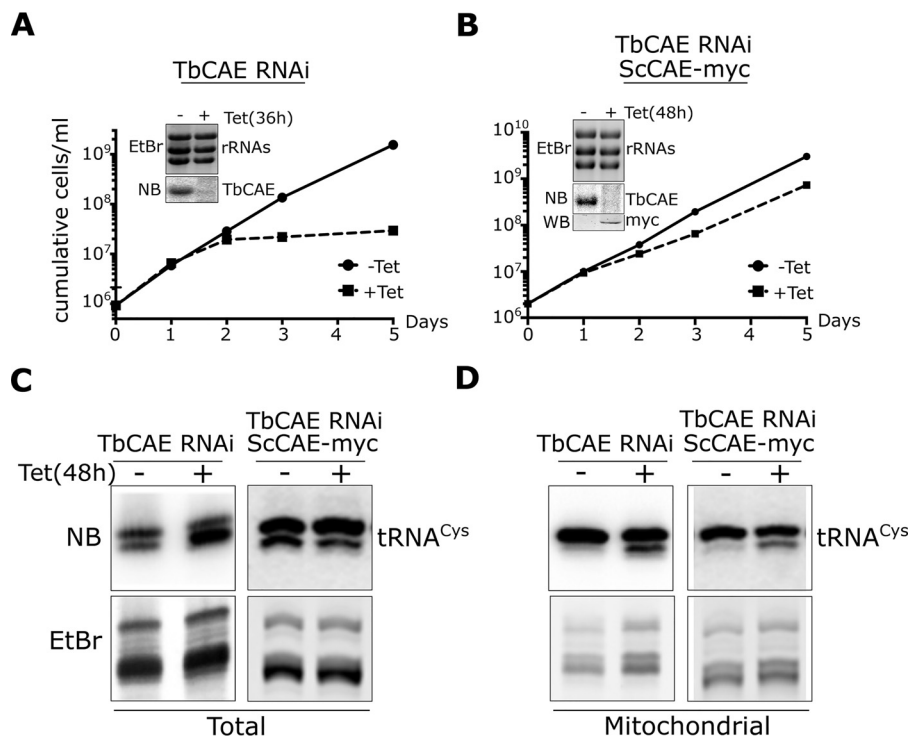 A
TbCAE RNAi
- + Tet(36h)
EtBr
rRNAs
NB
TbCAE
cumulative cells/ml
10^9
10^8
10^7
10^6
-Tet
+Tet
0 1 2 3 4 5 Days
B
TbCAE RNAi
ScCAE-myc
- + Tet(48h)
EtBr
rRNAs
NB
TbCAE
WB
myc
10^10
10^9
10^8
10^7
10^6
-Tet
+Tet
0 1 2 3 4 5 Days
C
TbCAE RNAi
TbCAE RNAi
ScCAE-myc
Tet(48h) - + - +
NB
tRNA^Cys
EtBr
Total
D
TbCAE RNAi
TbCAE RNAi
ScCAE-myc
- + - +
tRNA^Cys
Mitochondrial